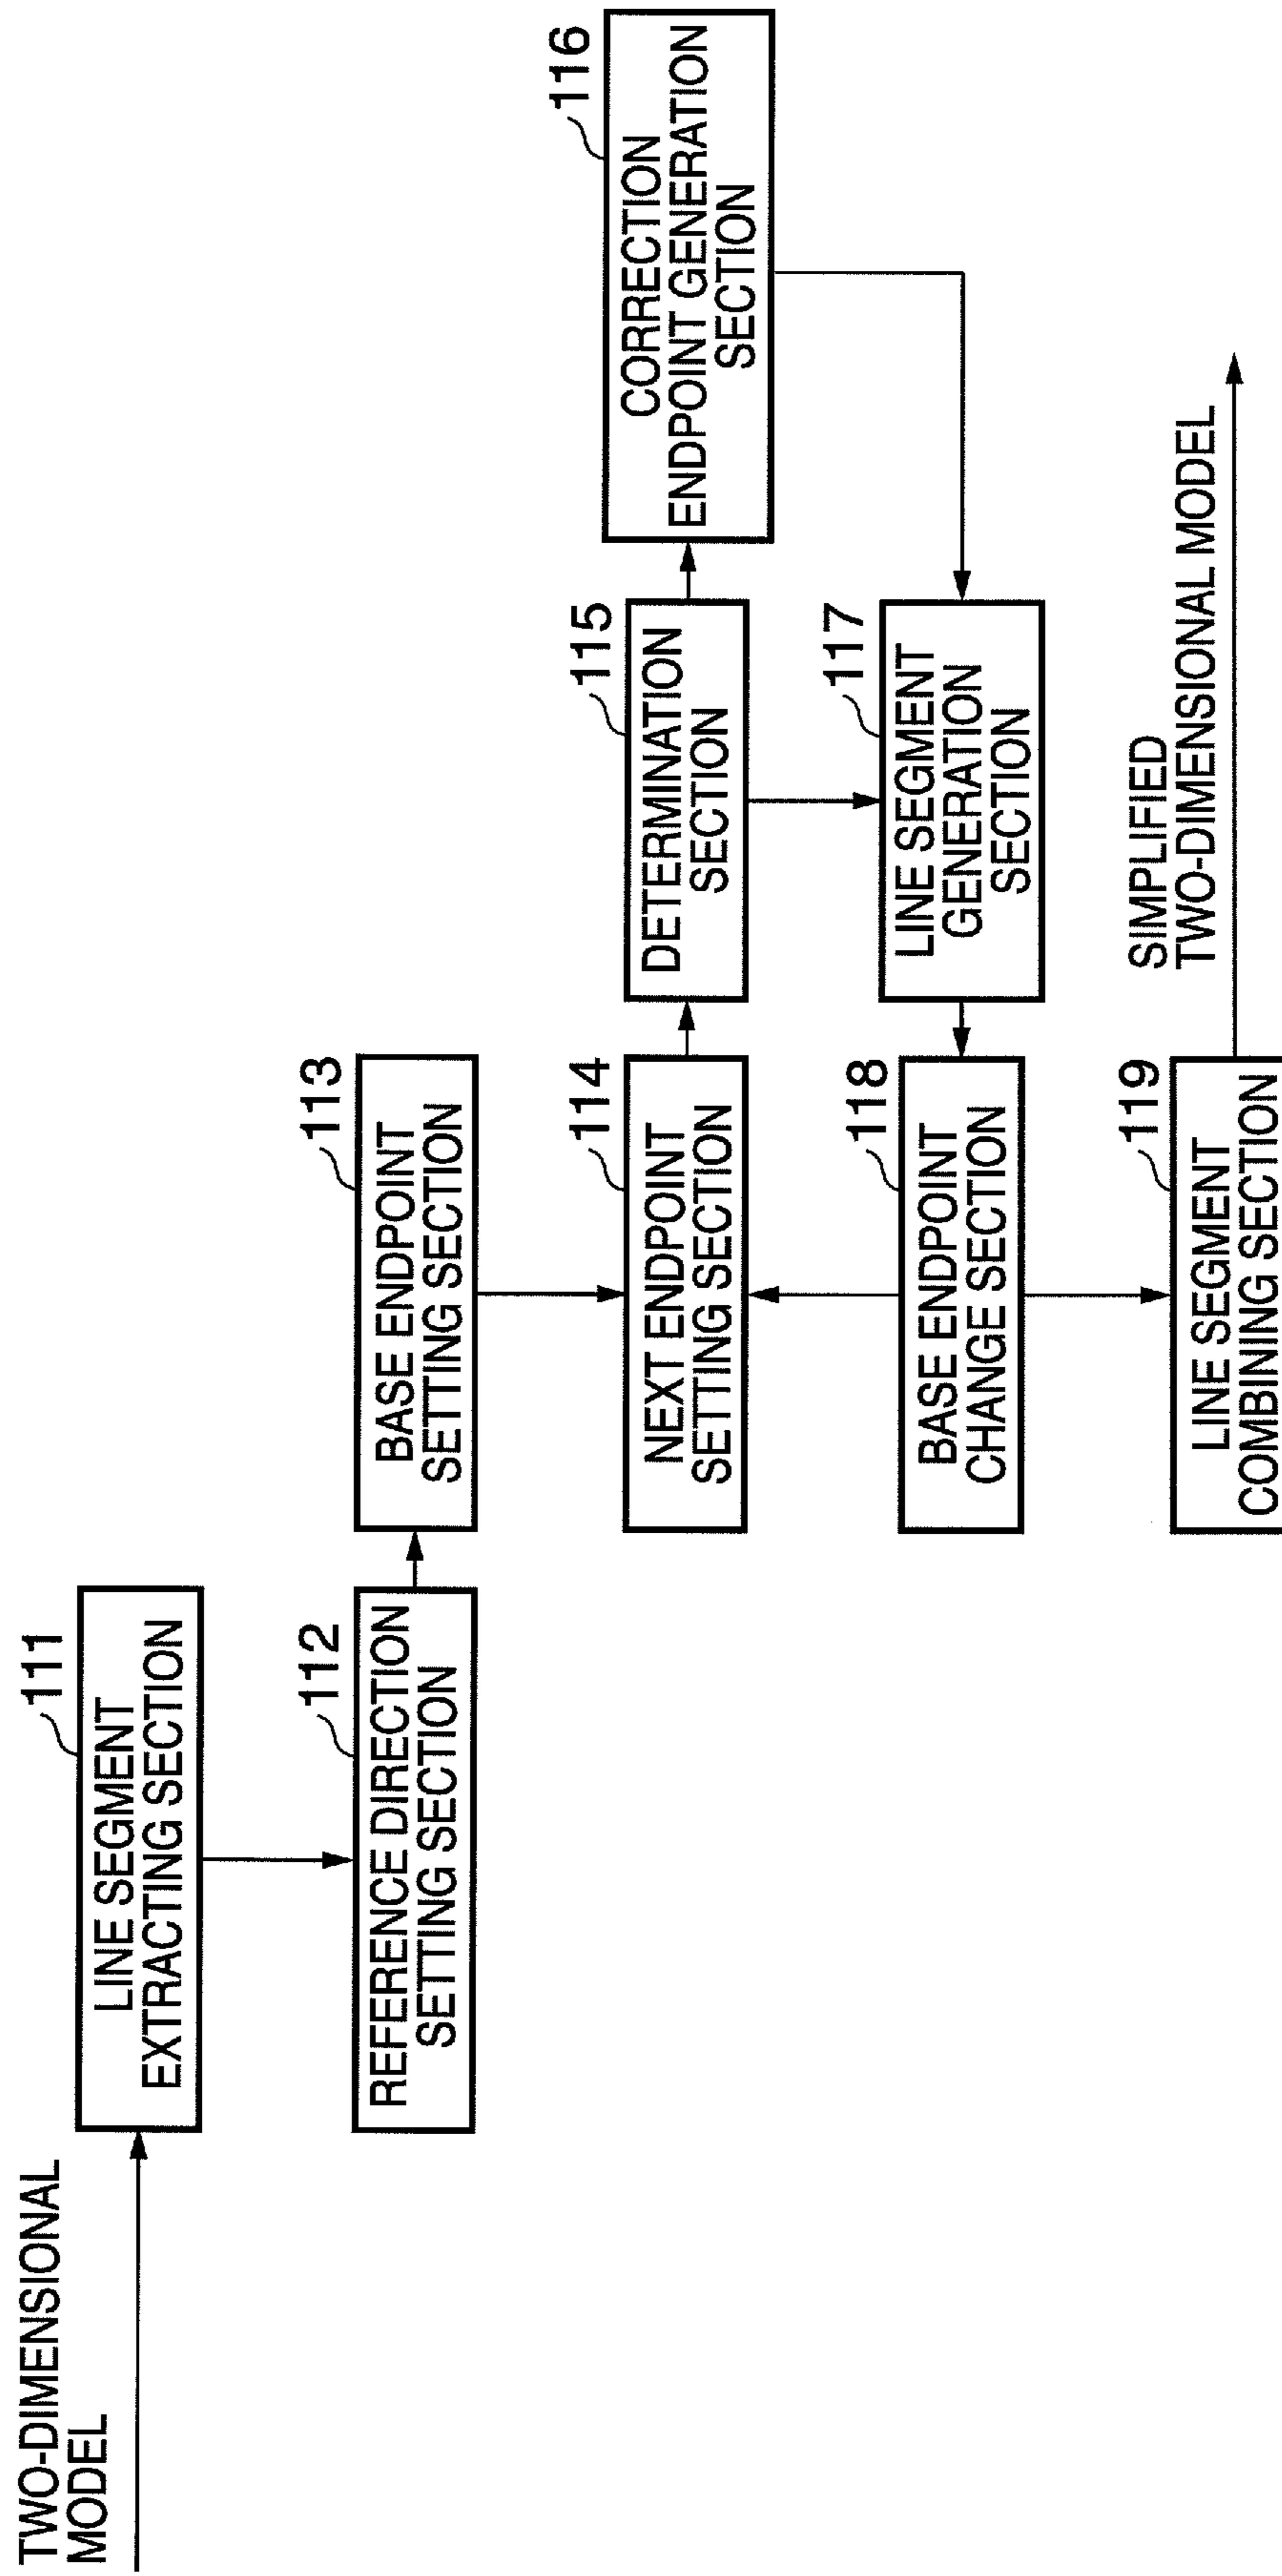 TWO-DIMENSIONAL
MODEL
111
LINE SEGMENT
EXTRACTING SECTION
112
REFERENCE DIRECTION
SETTING SECTION
113
BASE ENDPOINT
SETTING SECTION
114
NEXT ENDPOINT
SETTING SECTION
115
DETERMINATION
SECTION
116
CORRECTION
ENDPOINT GENERATION
SECTION
117
LINE SEGMENT
GENERATION
SECTION
118
BASE ENDPOINT
CHANGE SECTION
119
LINE SEGMENT
COMBINING SECTION
SIMPLIFIED
TWO-DIMENSIONAL MODEL